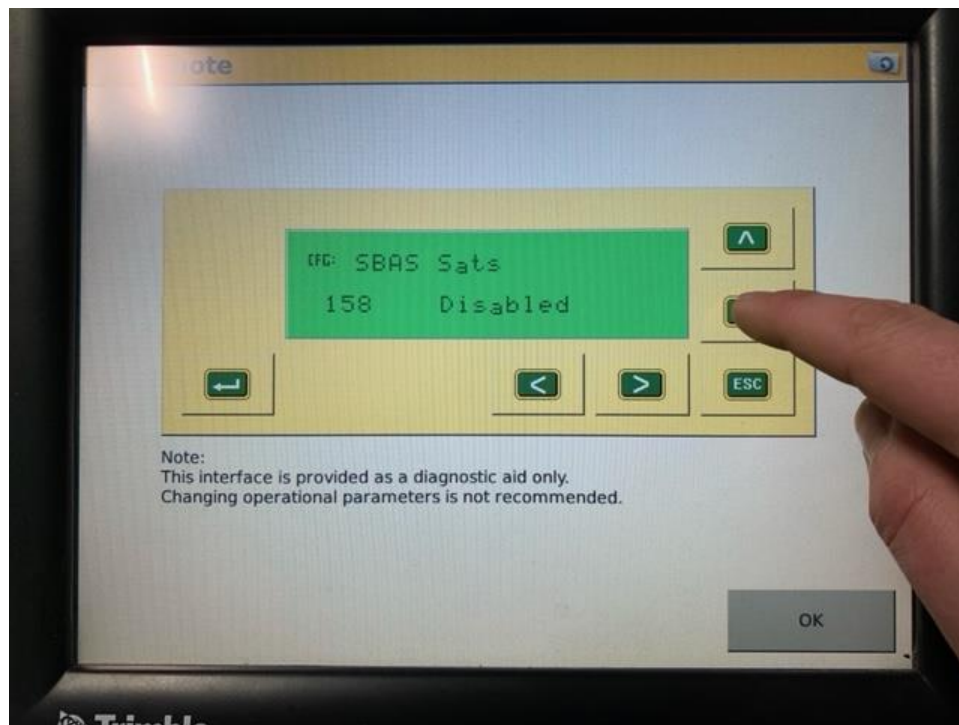 CFG: SBAS Sats
158 Disabled
ESC
Note:
This interface is provided as a diagnostic aid only.
Changing operational parameters is not recommended.
OK
Trimble